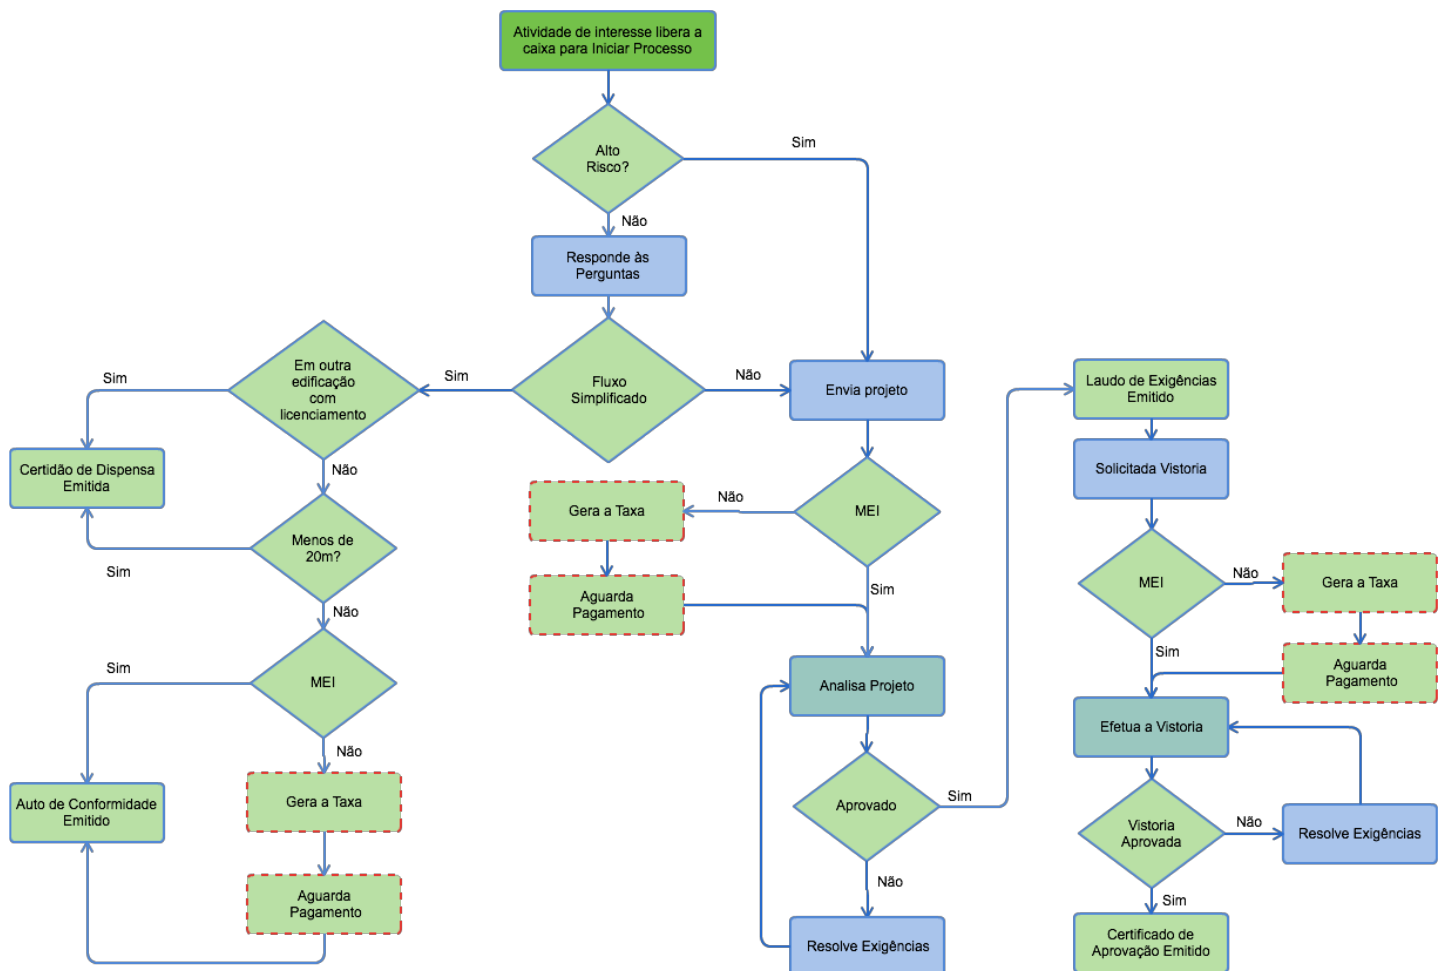 Atividade de interesse libera a
caixa para Iniciar Processo
Alto
Risco?
Sim
Não
Responde às
Perguntas
Fluxo
Simplificado
Sim
Não
Em outra
edificação
com
licenciamento
Sim
Certidão de Dispensa
Emitida
Não
Menos de
20m?
Sim
Não
MEI
Sim
Auto de Conformidade
Emitido
Não
Gera a Taxa
Aguarda
Pagamento
Envia projeto
MEI
Não
Gera a Taxa
Aguarda
Pagamento
Sim
Analisa Projeto
Aprovado
Sim
Não
Resolve Exigências
Laudo de Exigências
Emitido
Solicitada Vistoria
MEI
Não
Gera a Taxa
Aguarda
Pagamento
Sim
Efetua a Vistoria
Vistoria
Aprovada
Não
Resolve Exigências
Sim
Certificado de
Aprovação Emitido